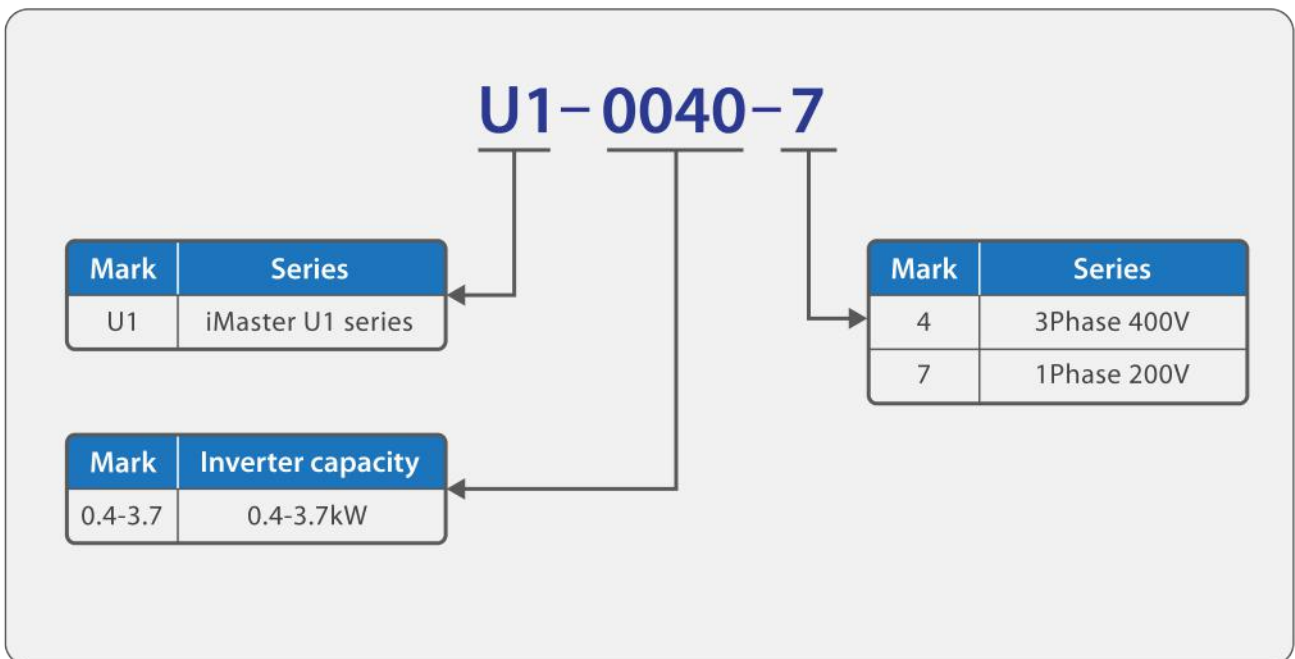 U1-0040-7
Mark Series
U1 iMaster U1 series
Mark Series
4 3Phase 400V
7 1Phase 200V
Mark Inverter capacity
0.4-3.7 0.4-3.7kW